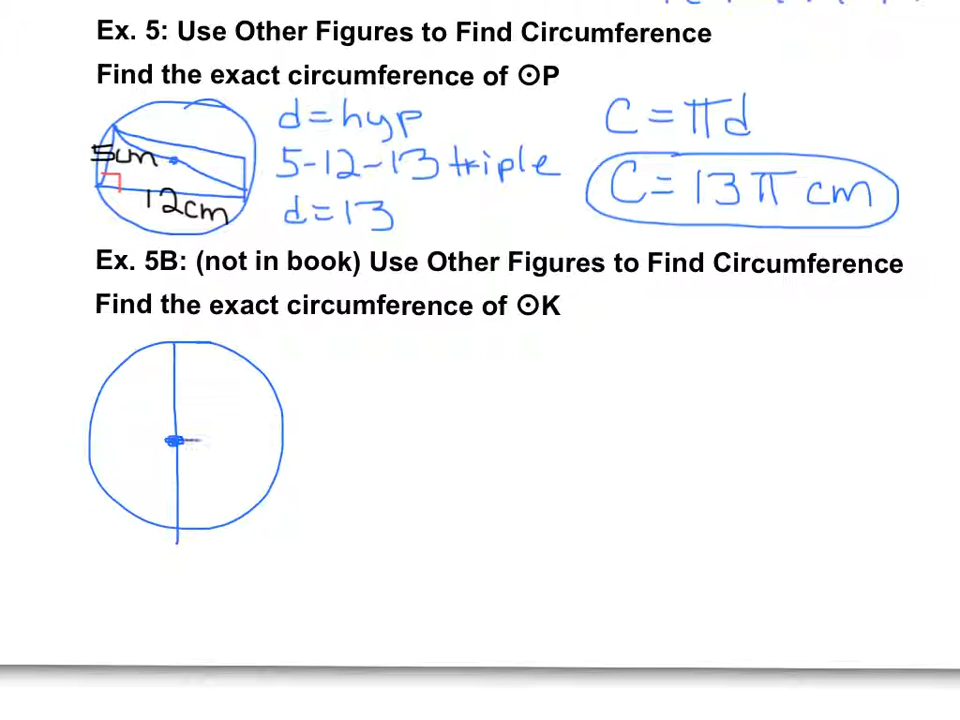 Ex. 5: Use Other Figures to Find Circumference
Find the exact circumference of ⊙P
5cm
12cm
d=hyp
5-12-13 triple
d=13
C=πd
C=13π cm
Ex. 5B: (not in book) Use Other Figures to Find Circumference
Find the exact circumference of ⊙K